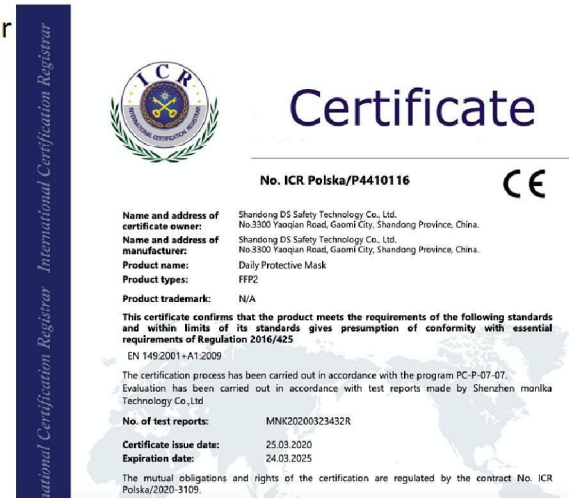 r
International Certification Registrar
ICR
INTERNATIONAL CERTIFICATION REGISTRAR
Certificate
No. ICR Polska/P4410116
CE
Name and address of certificate owner:
Shandong DS Safety Technology Co., Ltd.
No.3300 Yaoqian Road, Gaomi City, Shandong Province, China.
Name and address of manufacturer:
Shandong DS Safety Technology Co., Ltd.
No.3300 Yaoqian Road, Gaomi City, Shandong Province, China.
Product name: Daily Protective Mask
Product types: FFP2
Product trademark: N/A
This certificate confirms that the product meets the requirements of the following standards
and within limits of its standards gives presumption of conformity with essential
requirements of Regulation 2016/425
EN 149:2001+A1:2009
The certification process has been carried out in accordance with the program PC-P-07-07.
Evaluation has been carried out in accordance with test reports made by Shenzhen monlka
Technology Co.,Ltd
No. of test reports: MNK20200323432R
Certificate issue date: 25.03.2020
Expiration date: 24.03.2025
The mutual obligations and rights of the certification are regulated by the contract No. ICR
Polska/2020-3109.
national Certification Registrar